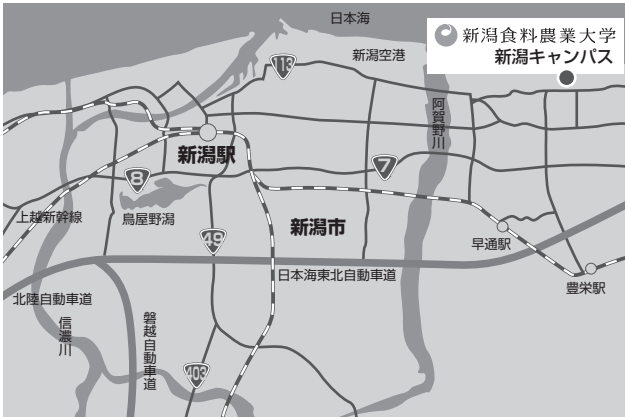 日本海
新潟食料農業大学
新潟キャンパス
新潟空港
113
阿賀野川
新潟駅
7
8
上越新幹線
鳥屋野潟
新潟市
49
早通駅
日本海東北自動車道
豊栄駅
北陸自動車道
信濃川
磐越自動車道
403